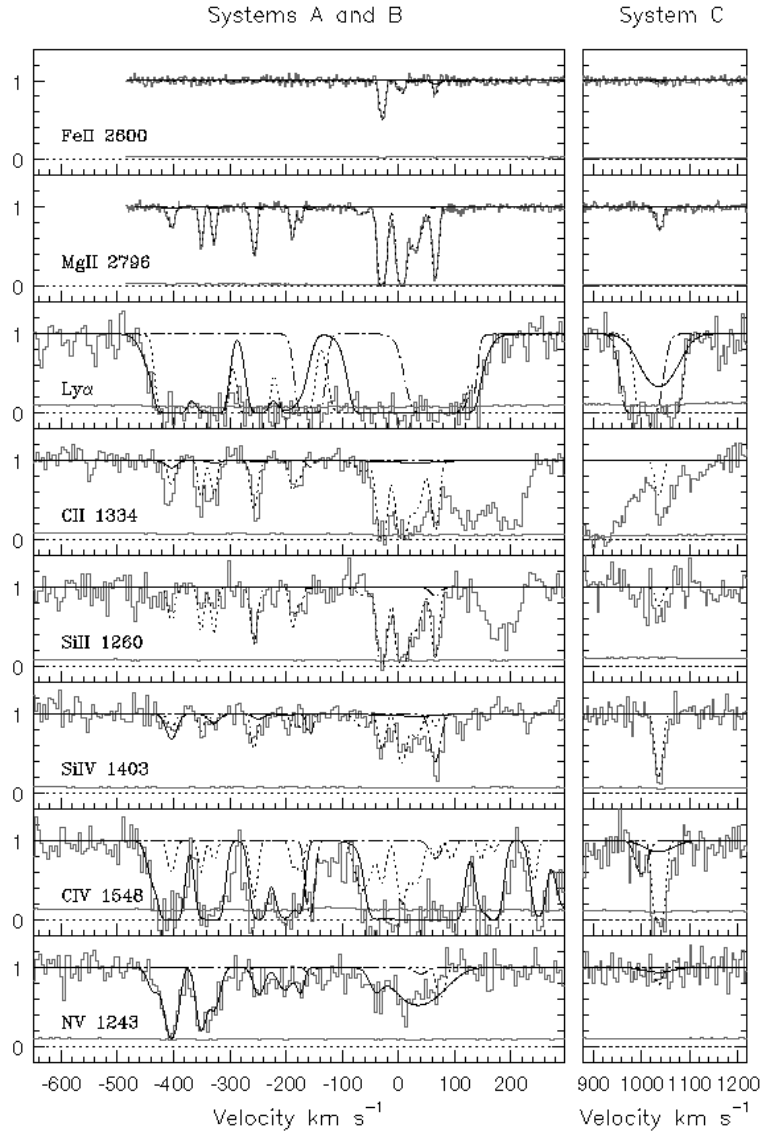 Systems A and B
System C
1
FeII 2600
0
1
MgII 2796
0
1
Lyα
0
1
CII 1334
0
1
SiII 1260
0
1
SiIV 1403
0
1
CIV 1548
0
1
NV 1243
0
-600 -500 -400 -300 -200 -100 0 100 200
900 1000 1100 1200
Velocity km s⁻¹
Velocity km s⁻¹